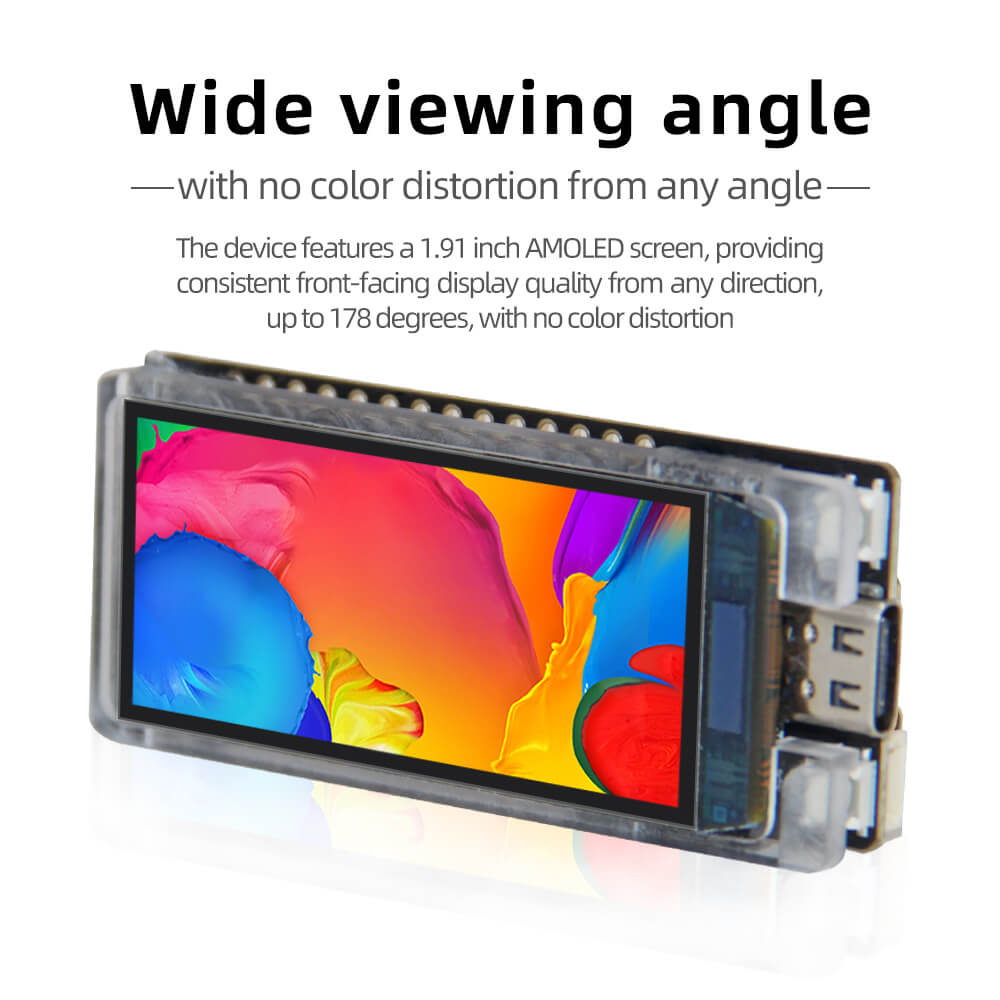 Wide viewing angle
with no color distortion from any angle
The device features a 1.91 inch AMOLED screen, providing
consistent front-facing display quality from any direction,
up to 178 degrees, with no color distortion